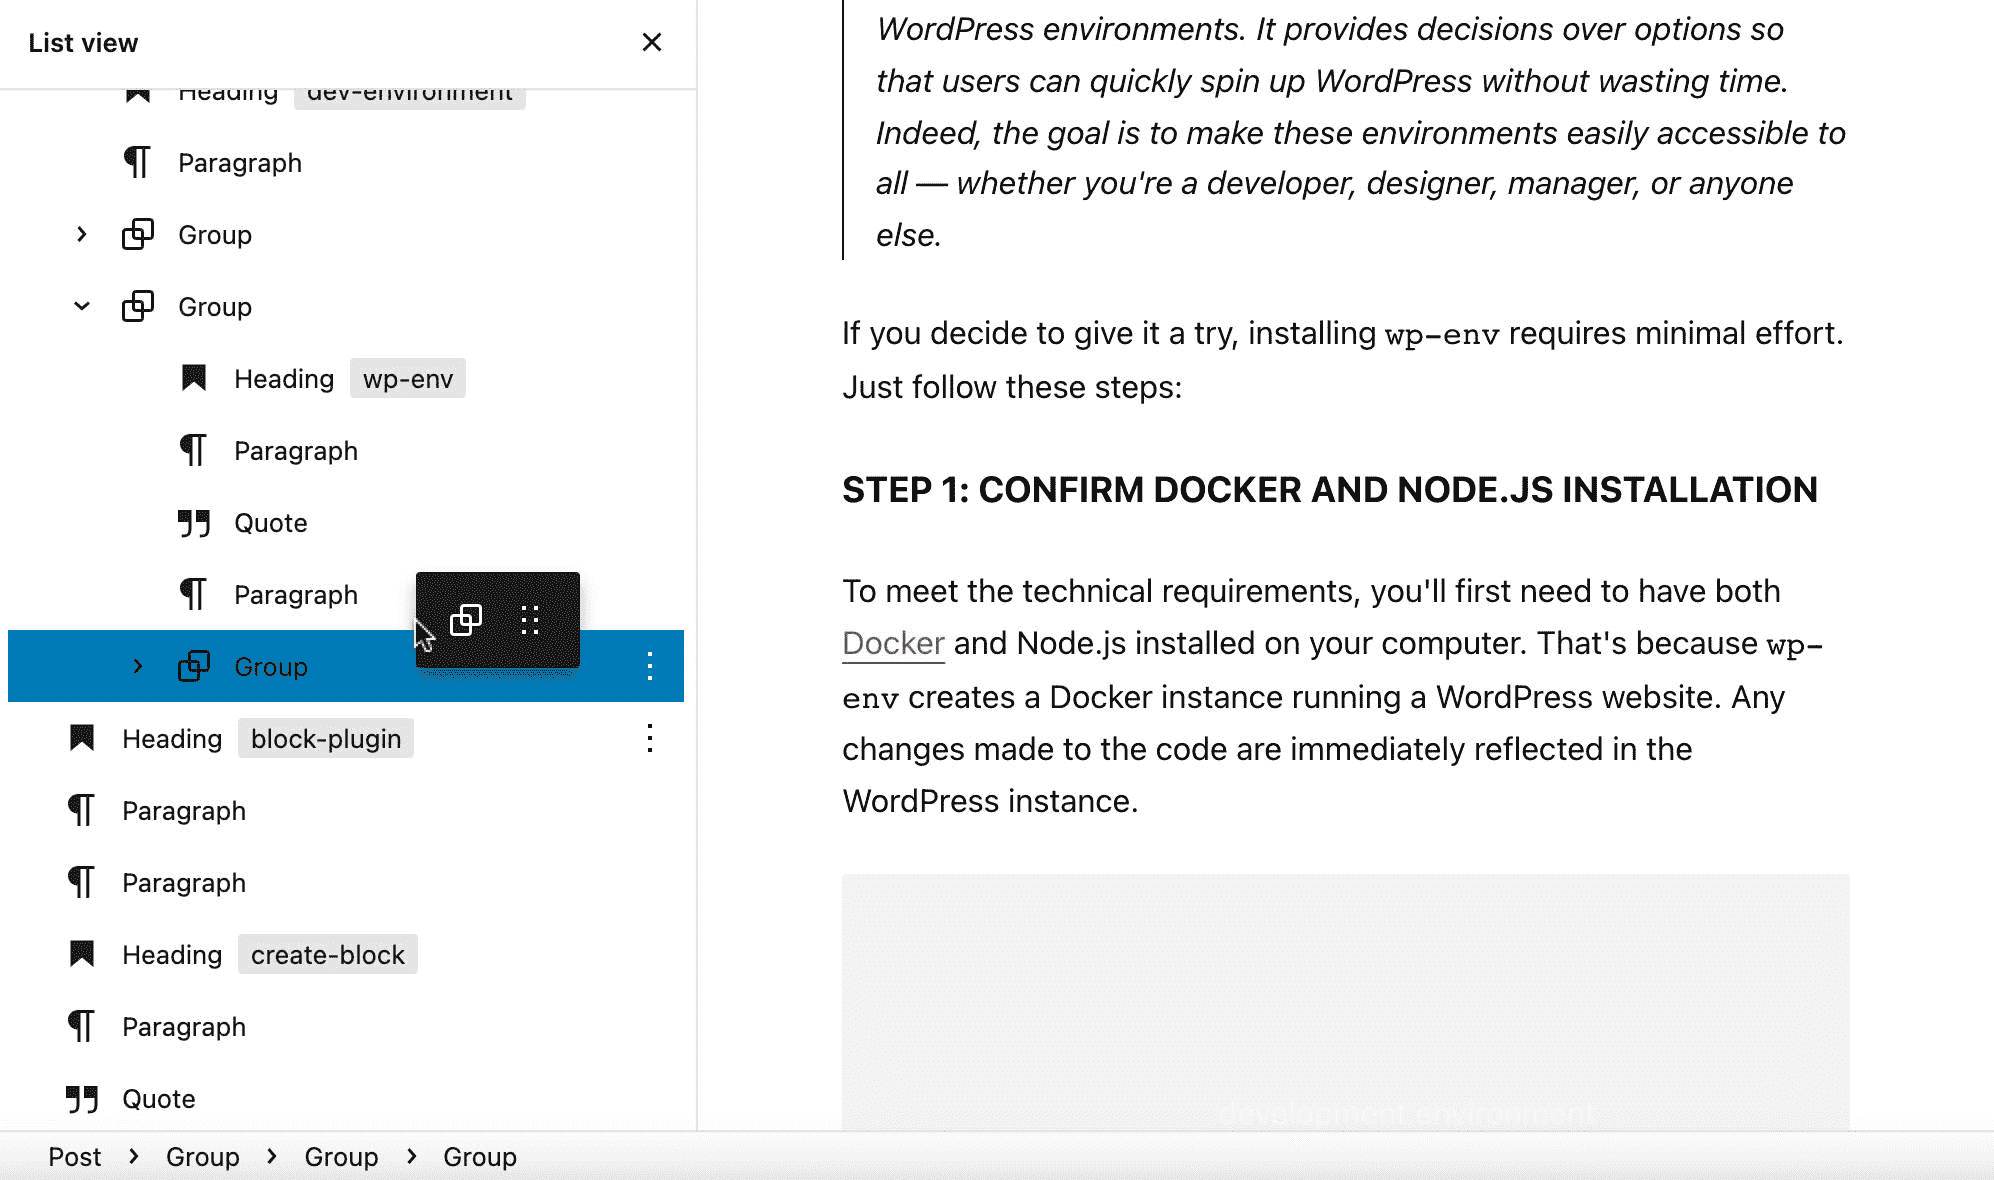 List view
Heading dev-environment
Paragraph
Group
Group
Heading wp-env
Paragraph
Quote
Paragraph
Group
Heading block-plugin
Paragraph
Paragraph
Heading create-block
Paragraph
Quote
WordPress environments. It provides decisions over options so
that users can quickly spin up WordPress without wasting time.
Indeed, the goal is to make these environments easily accessible to
all — whether you're a developer, designer, manager, or anyone
else.
If you decide to give it a try, installing wp-env requires minimal effort.
Just follow these steps:
STEP 1: CONFIRM DOCKER AND NODE.JS INSTALLATION
To meet the technical requirements, you'll first need to have both
Docker and Node.js installed on your computer. That's because wp-
env creates a Docker instance running a WordPress website. Any
changes made to the code are immediately reflected in the
WordPress instance.
development environment
Post > Group > Group > Group